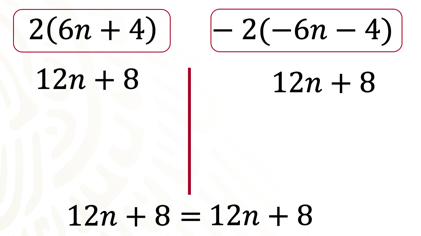 2(6𝑛 + 4) − 2(−6𝑛 − 4)
12𝑛 + 8 12𝑛 + 8
12𝑛 + 8 = 12𝑛 + 8